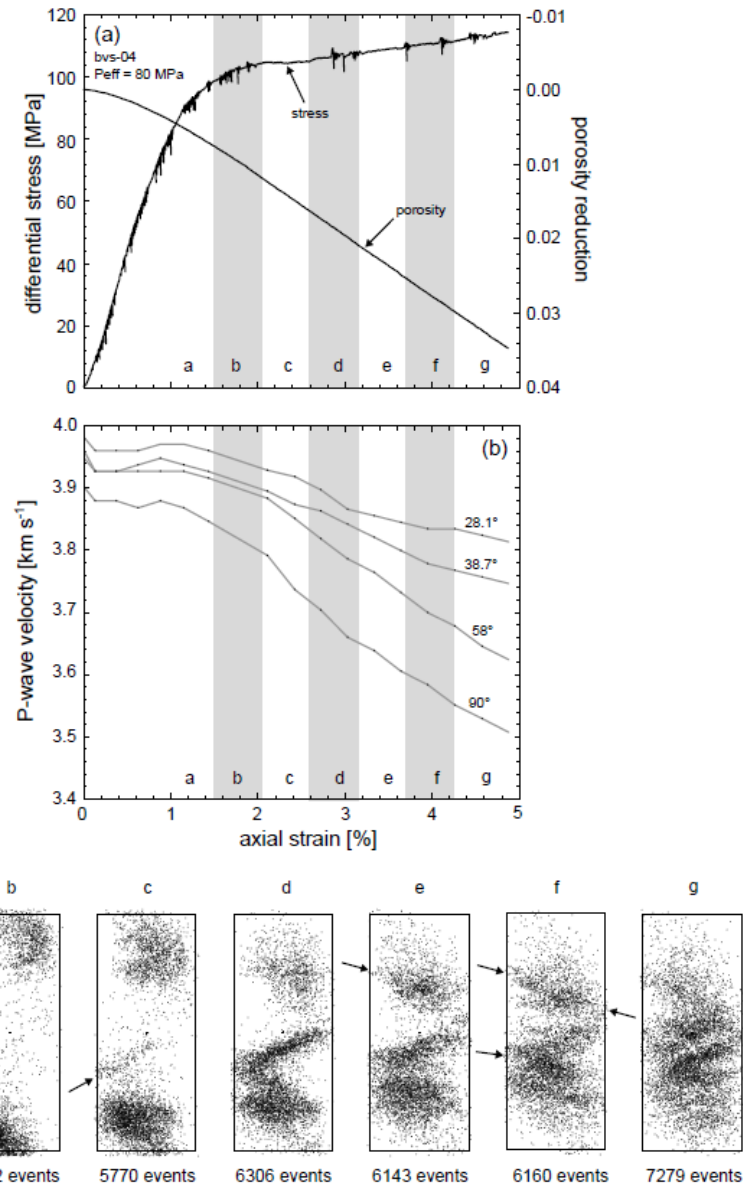 (a)
bvs-04
Peff = 80 MPa
differential stress [MPa]
120
100
80
60
40
20
0
stress
porosity
a b c d e f g
-0.01
0.00
0.01
0.02
0.03
0.04
porosity reduction
(b)
P-wave velocity [km s⁻¹]
4.0
3.9
3.8
3.7
3.6
3.5
3.4
28.1°
38.7°
58°
90°
a b c d e f g
0 1 2 3 4 5
axial strain [%]
b c d e f g
2 events 5770 events 6306 events 6143 events 6160 events 7279 events